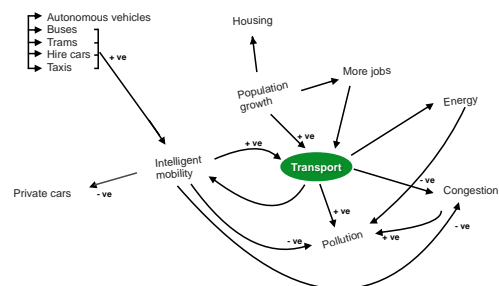 Autonomous vehicles
Buses
Trams
Hire cars
Taxis
+ ve
Housing
Population
growth
More jobs
Energy
+ ve
+ ve
Intelligent
mobility
Transport
- ve
Congestion
Private cars
- ve
+ ve
- ve
Pollution
+ ve
- ve